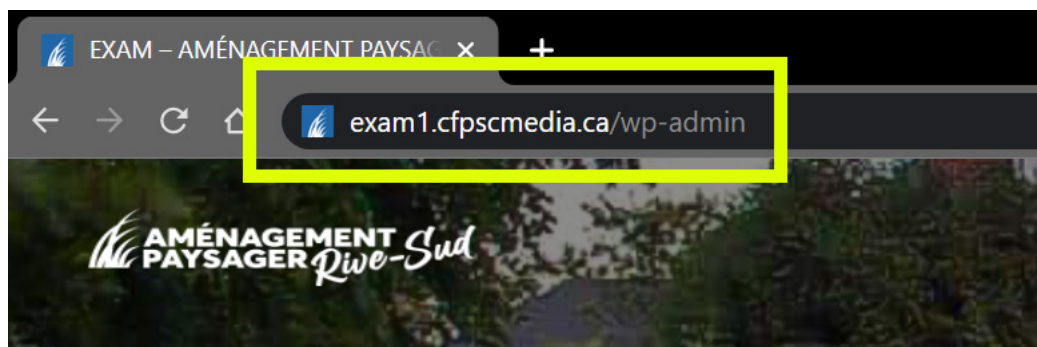 EXAM – AMÉNAGEMENT PAYSAG
exam1.cfpscmedia.ca/wp-admin
AMÉNAGEMENT
PAYSAGER Rive-Sud